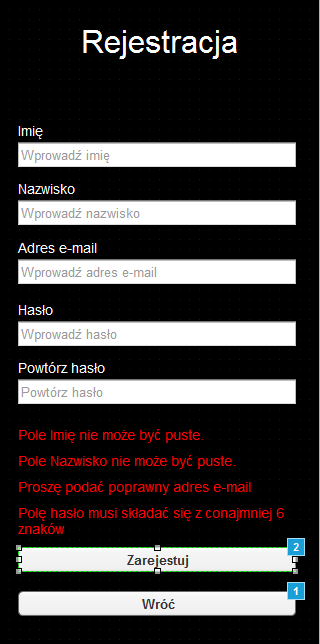 Rejestracja
Imię
Wprowadź imię
Nazwisko
Wprowadź nazwisko
Adres e-mail
Wprowadź adres e-mail
Hasło
Wprowadź hasło
Powtórz hasło
Powtórz hasło
Pole Imię nie może być puste.
Pole Nazwisko nie może być puste.
Proszę podać poprawny adres e-mail
Polę hasło musi składać się z conajmniej 6
znaków
2
Zarejestuj
1
Wróć